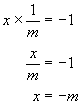 x × 1/m = −1
x/m = −1
x = −m